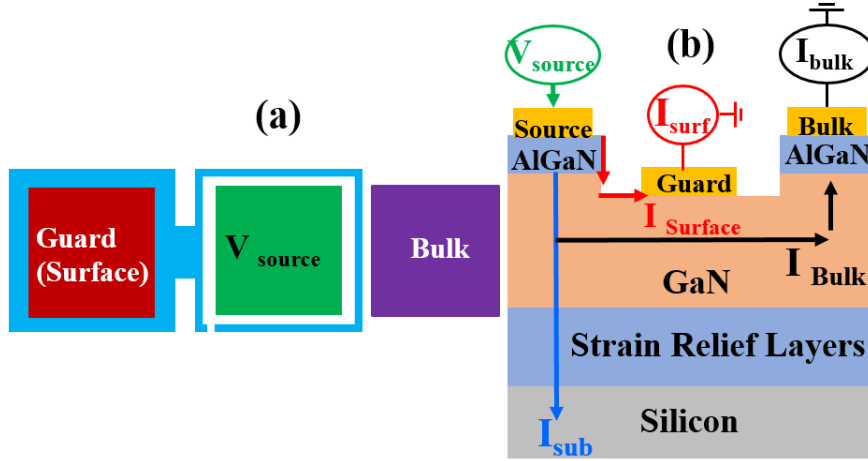 (a)
Guard
(Surface)
V source
Bulk
(b)
V source
I surf
I bulk
Source
AlGaN
Guard
Bulk
AlGaN
I Surface
I Bulk
GaN
Strain Relief Layers
Silicon
I sub